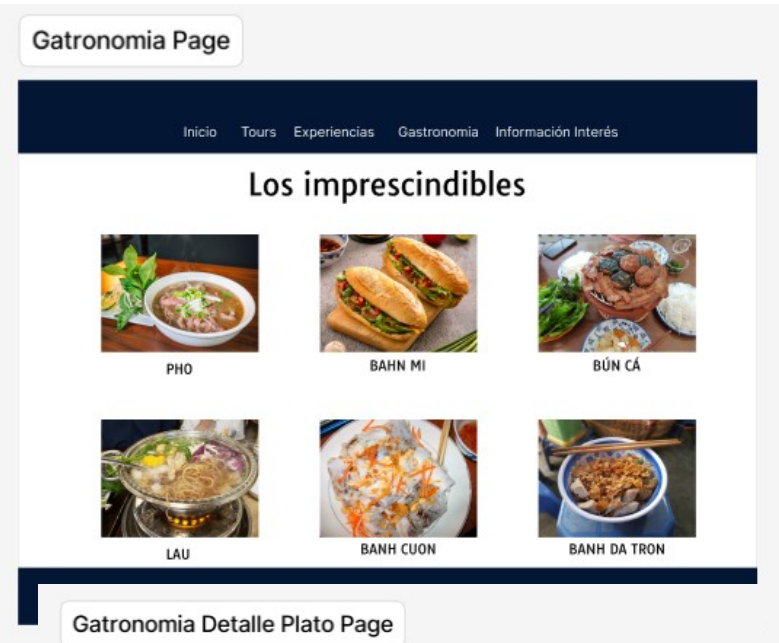 Gatronomia Page
Inicio Tours Experiencias Gastronomia Información Interés
Los imprescindibles
PHO BAHN MI BÚN CÁ
LAU BANH CUON BANH DA TRON
Gatronomia Detalle Plato Page